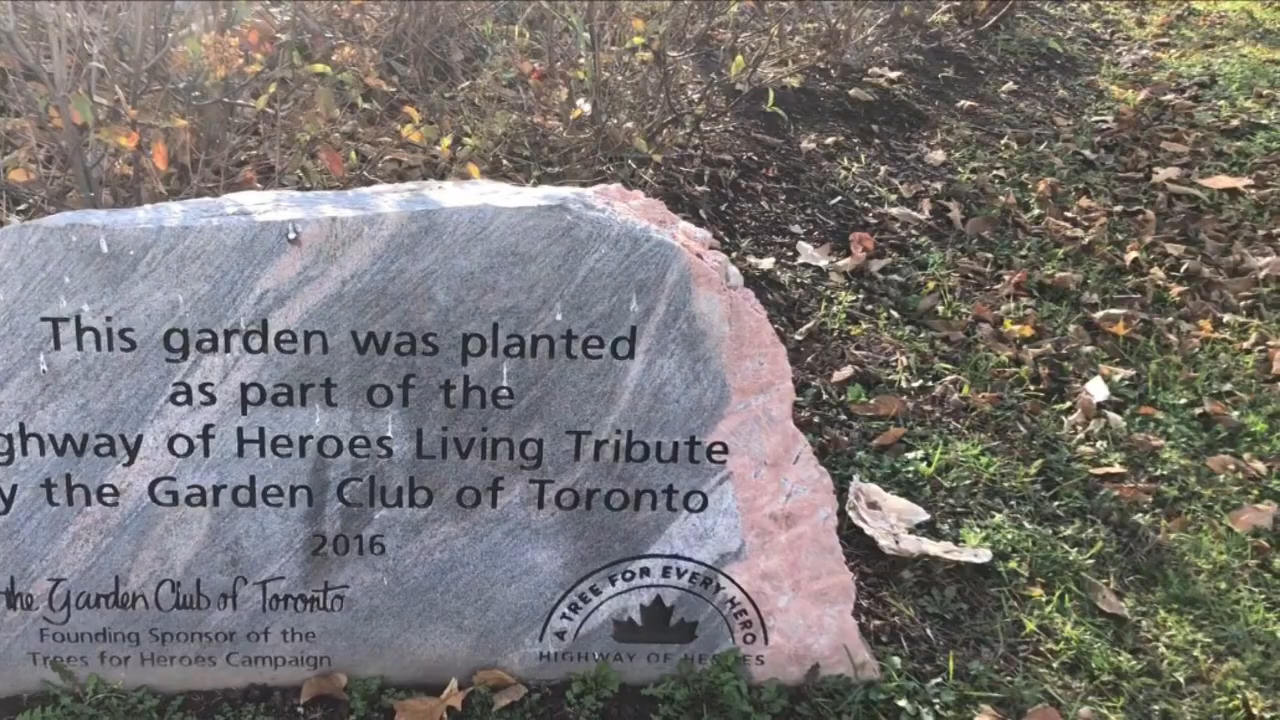 This garden was planted
as part of the
ghway of Heroes Living Tribute
y the Garden Club of Toronto
2016
the Garden Club of Toronto
Founding Sponsor of the
Trees for Heroes Campaign
A TREE FOR EVERY HERO
HIGHWAY OF HEROES